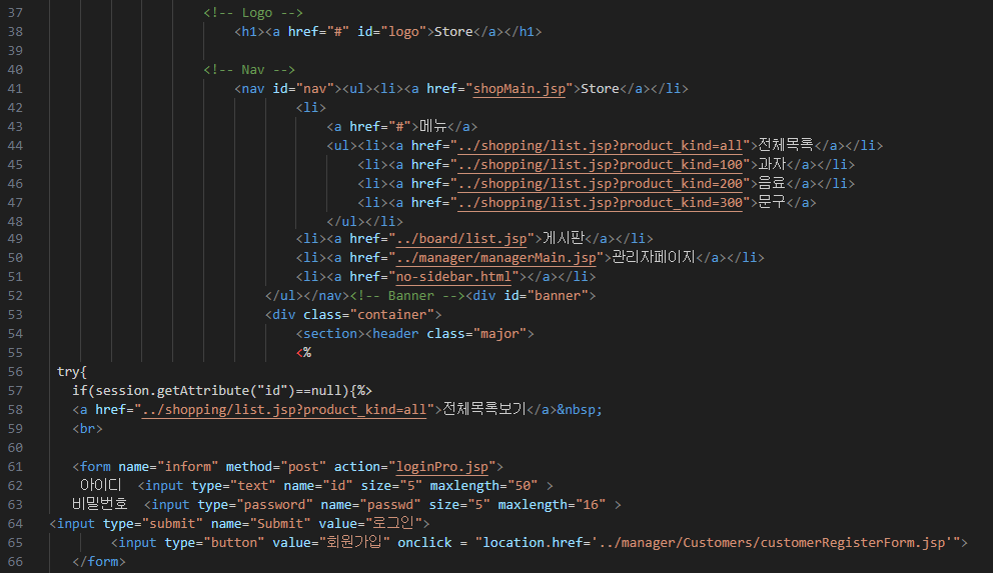 37 <!-- Logo -->
38 <h1><a href="#" id="logo">Store</a></h1>
39
40 <!-- Nav -->
41 <nav id="nav"><ul><li><a href="shopMain.jsp">Store</a></li>
42 <li>
43 <a href="#">메뉴</a>
44 <ul><li><a href="../shopping/list.jsp?product_kind=all">전체목록</a></li>
45 <li><a href="../shopping/list.jsp?product_kind=100">과자</a></li>
46 <li><a href="../shopping/list.jsp?product_kind=200">음료</a></li>
47 <li><a href="../shopping/list.jsp?product_kind=300">문구</a>
48 </ul></li>
49 <li><a href="../board/list.jsp">게시판</a></li>
50 <li><a href="../manager/managerMain.jsp">관리자페이지</a></li>
51 <li><a href="no-sidebar.html"></a></li>
52 </ul></nav><!-- Banner --><div id="banner">
53 <div class="container">
54 <section><header class="major">
55 <%
56 try{
57 if(session.getAttribute("id")==null){%>
58 <a href="../shopping/list.jsp?product_kind=all">전체목록보기</a>&nbsp;
59 <br>
60
61 <form name="inform" method="post" action="loginPro.jsp">
62 아이디 <input type="text" name="id" size="5" maxlength="50" >
63 비밀번호 <input type="password" name="passwd" size="5" maxlength="16" >
64 <input type="submit" name="Submit" value="로그인">
65 <input type="button" value="회원가입" onclick = "location.href='../manager/Customers/customerRegisterForm.jsp'">
66 </form>